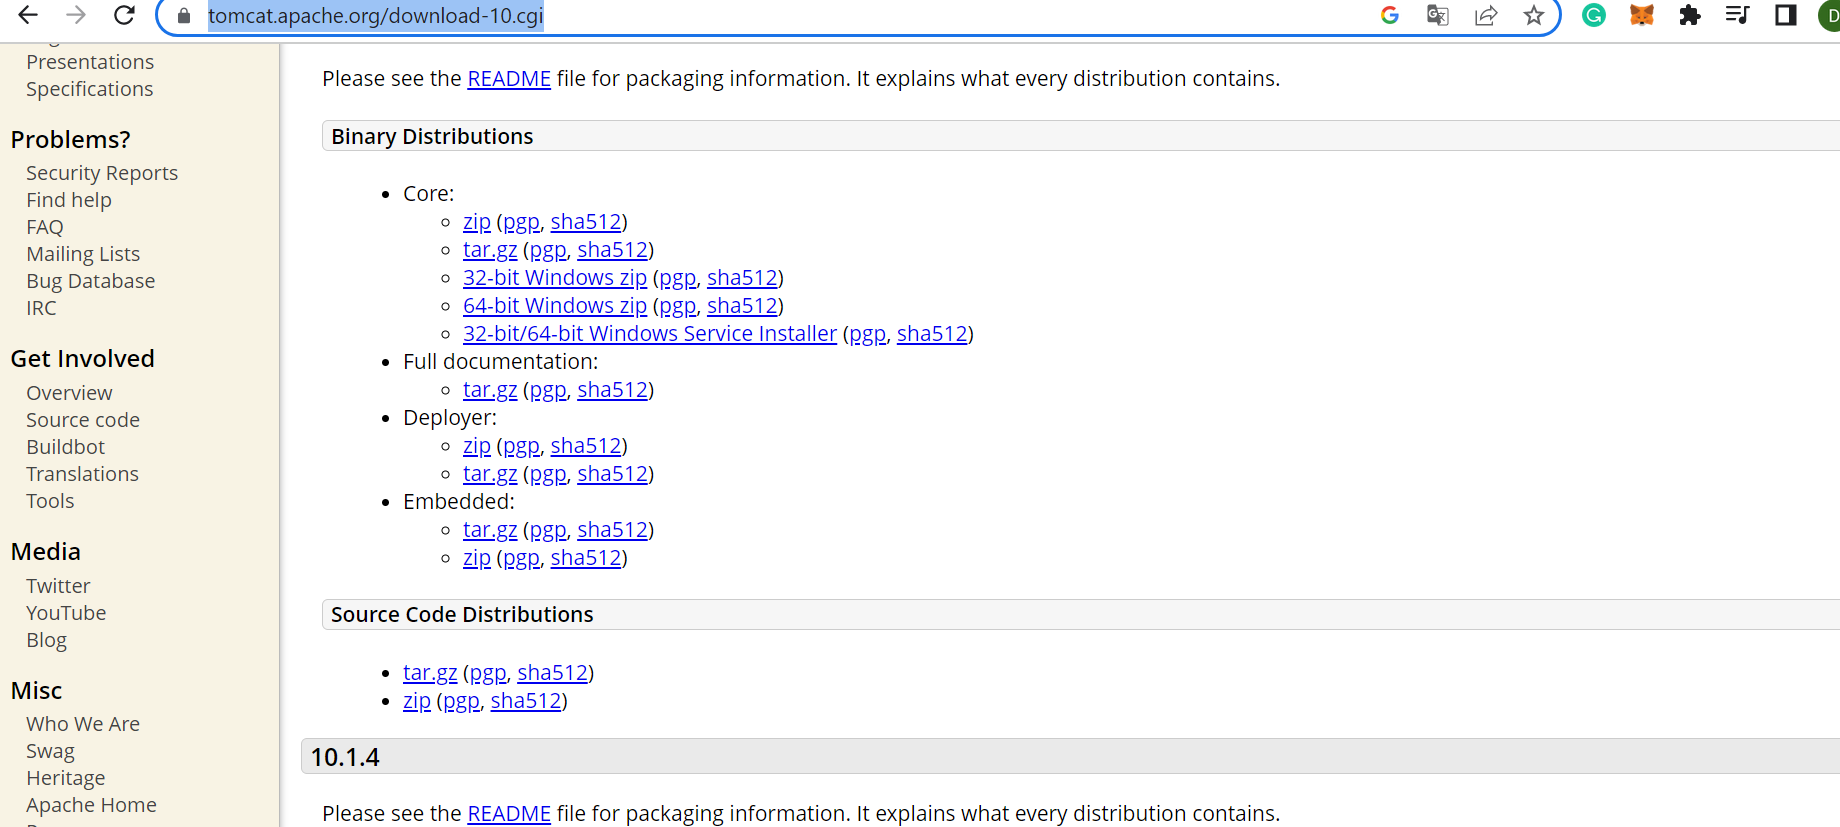 tomcat.apache.org/download-10.cgi
D
Presentations
Specifications
Problems?
Security Reports
Find help
FAQ
Mailing Lists
Bug Database
IRC
Get Involved
Overview
Source code
Buildbot
Translations
Tools
Media
Twitter
YouTube
Blog
Misc
Who We Are
Swag
Heritage
Apache Home
Please see the README file for packaging information. It explains what every distribution contains.
Binary Distributions
Core:
zip (pgp, sha512)
tar.gz (pgp, sha512)
32-bit Windows zip (pgp, sha512)
64-bit Windows zip (pgp, sha512)
32-bit/64-bit Windows Service Installer (pgp, sha512)
Full documentation:
tar.gz (pgp, sha512)
Deployer:
zip (pgp, sha512)
tar.gz (pgp, sha512)
Embedded:
tar.gz (pgp, sha512)
zip (pgp, sha512)
Source Code Distributions
tar.gz (pgp, sha512)
zip (pgp, sha512)
10.1.4
Please see the README file for packaging information. It explains what every distribution contains.